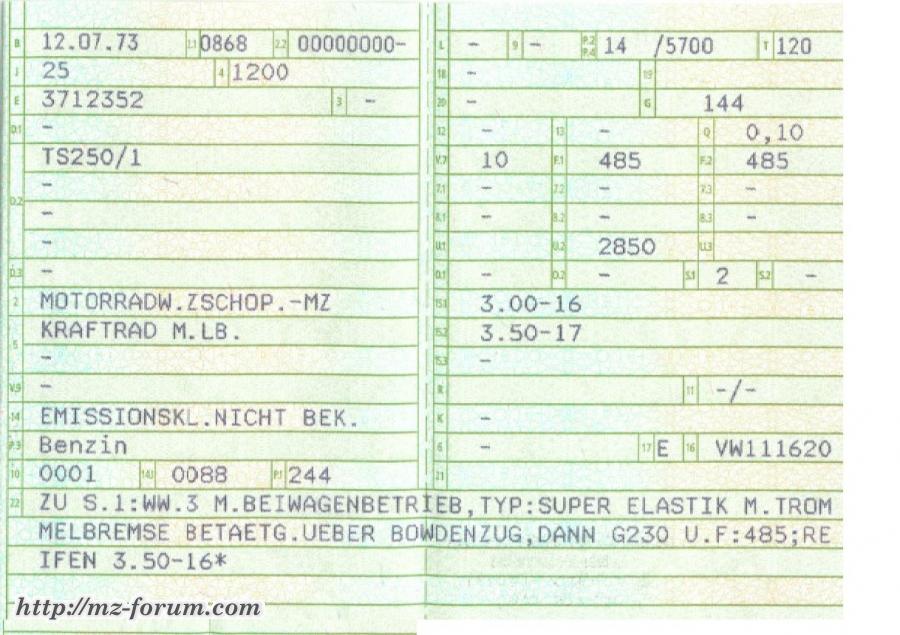 B 12.07.73 2.1 0868 2.2 00000000-
J 25 4 1200
E 3712352 3 -
D.1 -
TS250/1
-
D.2 -
-
D.3 -
2 MOTORRADW.ZSCHOP.-MZ
KRAFTRAD M.LB.
5 -
V.9 -
14 EMISSIONSKL.NICHT BEK.
P.3 Benzin
10 0001 14.1 0088 P.1 244
L - 9 - P.2 P.4 14 /5700 T 120
18 - 19
20 - G 144
12 - 13 - Q 0,10
V.7 10 F.1 485 F.2 485
7.1 - 7.2 - 7.3 -
8.1 - 8.2 - 8.3 -
U.1 - U.2 2850 U.3
O.1 - O.2 - S.1 2 S.2 -
15.1 3.00-16
15.2 3.50-17
15.3 -
R 11 -/-
K -
6 - 17 E 16 VW111620
21
22 ZU S.1:WW.3 M.BEIWAGENBETRIEB,TYP:SUPER ELASTIK M.TROM
MELBREMSE BETAETG.UEBER BOWDENZUG,DANN G230 U.F:485;RE
IFEN 3.50-16*
http://mz-forum.com